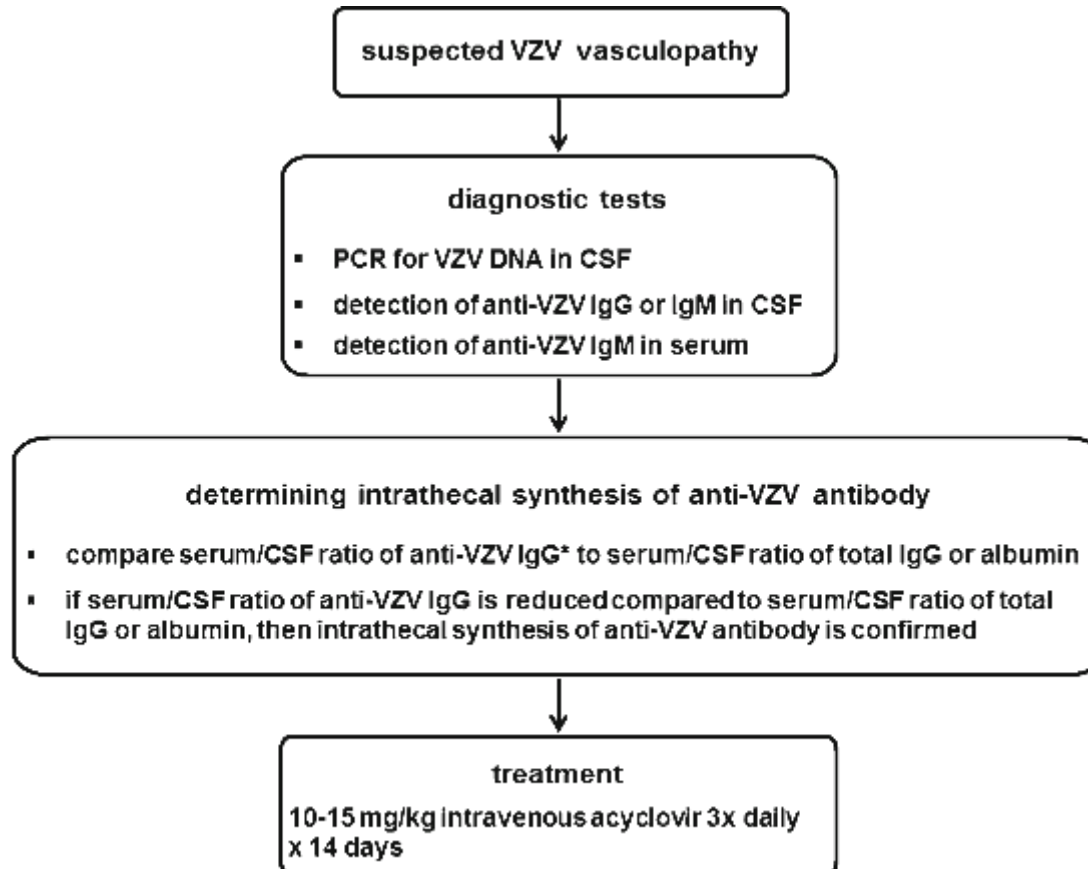 suspected VZV vasculopathy
diagnostic tests
▪ PCR for VZV DNA in CSF
▪ detection of anti-VZV IgG or IgM in CSF
▪ detection of anti-VZV IgM in serum
determining intrathecal synthesis of anti-VZV antibody
▪ compare serum/CSF ratio of anti-VZV IgG* to serum/CSF ratio of total IgG or albumin
▪ if serum/CSF ratio of anti-VZV IgG is reduced compared to serum/CSF ratio of total
IgG or albumin, then intrathecal synthesis of anti-VZV antibody is confirmed
treatment
10-15 mg/kg intravenous acyclovir 3x daily
x 14 days